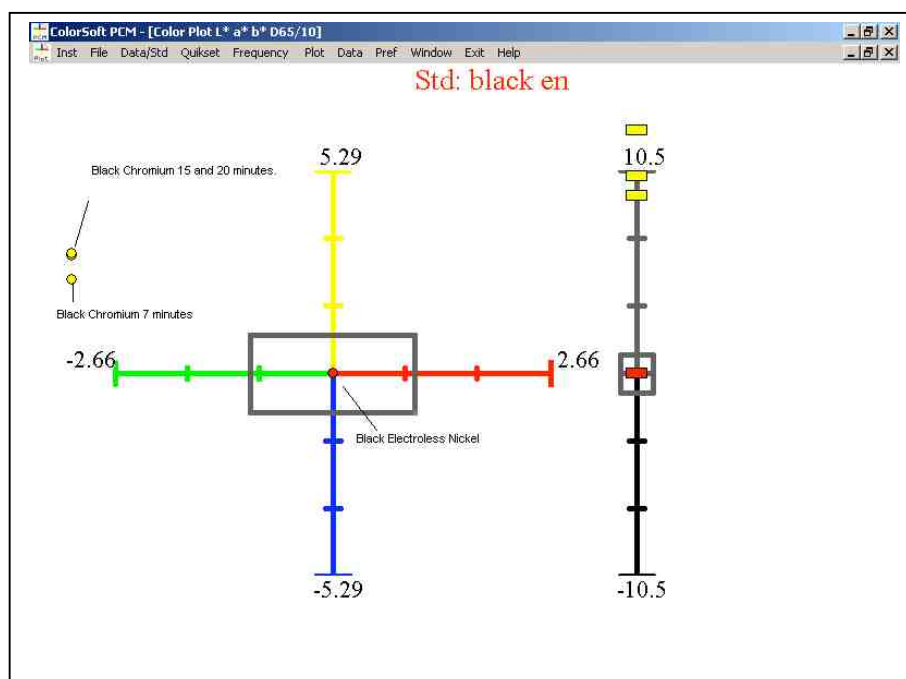 ColorSoft PCM - [Color Plot L* a* b* D65/10]
Inst File Data/Std Quikset Frequency Plot Data Pref Window Exit Help
Std: black en
5.29
10.5
Black Chromium 15 and 20 minutes.
Black Chromium 7 minutes
-2.66
2.66
Black Electroless Nickel
-5.29
-10.5